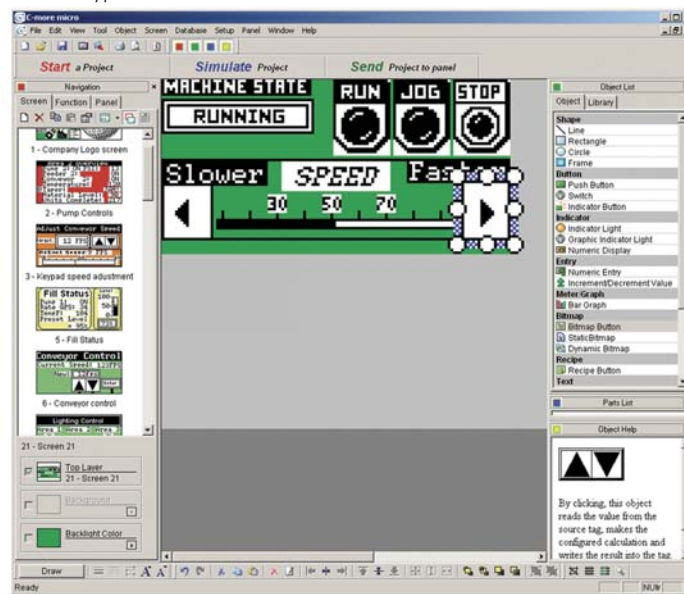 C-more micro
File Edit View Tool Object Screen Database Setup Panel Window Help
Start a Project
Simulate Project
Send Project to panel
Navigation
Screen Function Panel
1 - Company Logo screen
2 - Pump Controls
Adjust Conveyor Speed
12 FPS
3 - Keypad speed adustment
Fill Status
5 - Fill Status
Conveyor Control
6 - Conveyor control
Lighting Control
21 - Screen 21
Top Layer
21 - Screen 21
Background
Backlight Color
MACHINE STATE
RUNNING
RUN
JOG
STOP
Slower
SPEED
30
50
70
Object List
Object Library
Shape
Line
Rectangle
Circle
Frame
Button
Push Button
Switch
Indicator Button
Indicator
Indicator Light
Graphic Indicator Light
Numeric Display
Entry
Numeric Entry
Increment/Decrement Value
Meter/Graph
Bar Graph
Bitmap
Bitmap Button
StaticBitmap
Dynamic Bitmap
Recipe
Recipe Button
Text
Parts List
Object Help
By clicking, this object
reads the value from the
source tag, makes the
configured calculation and
writes the result into the tag
Draw
Ready